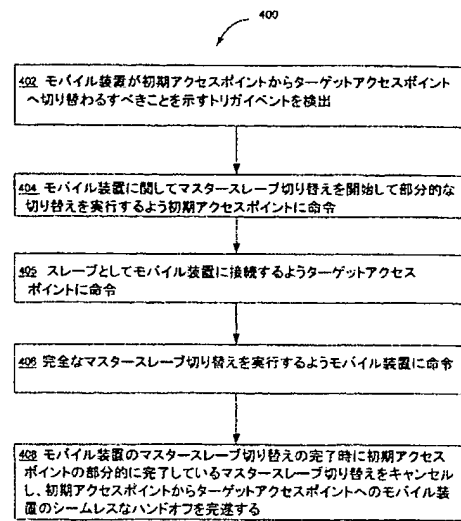 400
402 モバイル装置が初期アクセスポイントからターゲットアクセスポイント
へ切り替わるすべきことを示すトリガイベントを検出
404 モバイル装置に関してマスタースレーブ切り替えを開始して部分的な
切り替えを実行するよう初期アクセスポイントに命令
405 スレーブとしてモバイル装置に接続するようターゲットアクセス
ポイントに命令
406 完全なマスタースレーブ切り替えを実行するようモバイル装置に命令
408 モバイル装置のマスタースレーブ切り替えの完了時に初期アクセス
ポイントの部分的に完了しているマスタースレーブ切り替えをキャンセル
し、初期アクセスポイントからターゲットアクセスポイントへのモバイル装
置のシームレスなハンドオフを完遂する